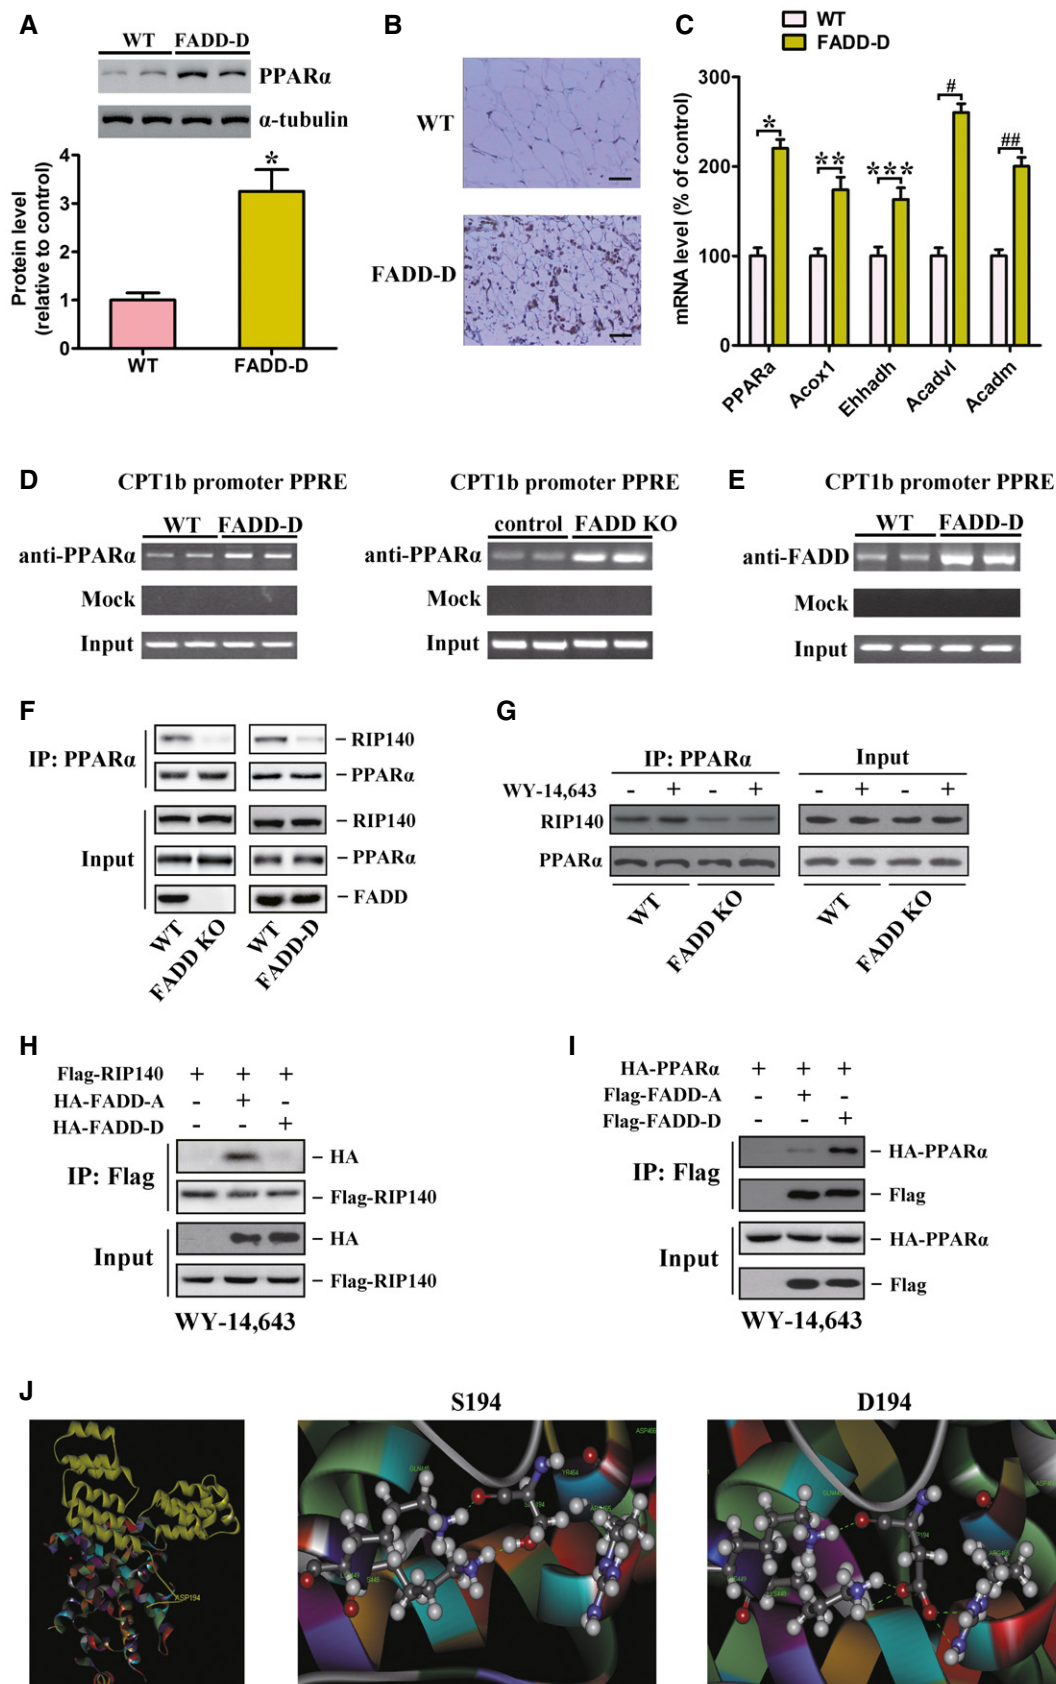 A
WT FADD-D
PPARα
α-tubulin
4
3
2
1
0
Protein level
(relative to control)
*
WT FADD-D
B
WT
FADD-D
C
WT
FADD-D
mRNA level (% of control)
300
200
100
0
* ** *** # ##
PPARa Acox1 Ehhadh Acadvl Acadm
D
CPT1b promoter PPRE
WT FADD-D
anti-PPARα
Mock
Input
CPT1b promoter PPRE
control FADD KO
anti-PPARα
Mock
Input
E
CPT1b promoter PPRE
WT FADD-D
anti-FADD
Mock
Input
F
IP: PPARα
– RIP140
– PPARα
Input
– RIP140
– PPARα
– FADD
WT FADD KO WT FADD-D
G
IP: PPARα Input
WY-14,643 - + - + - + - +
RIP140
PPARα
WT FADD KO WT FADD KO
H
Flag-RIP140 + + +
HA-FADD-A - + -
HA-FADD-D - - +
IP: Flag
– HA
– Flag-RIP140
Input
– HA
– Flag-RIP140
WY-14,643
I
HA-PPARα + + +
Flag-FADD-A - + -
Flag-FADD-D - - +
IP: Flag
– HA-PPARα
– Flag
Input
– HA-PPARα
– Flag
WY-14,643
J
ASP194
S194
D194